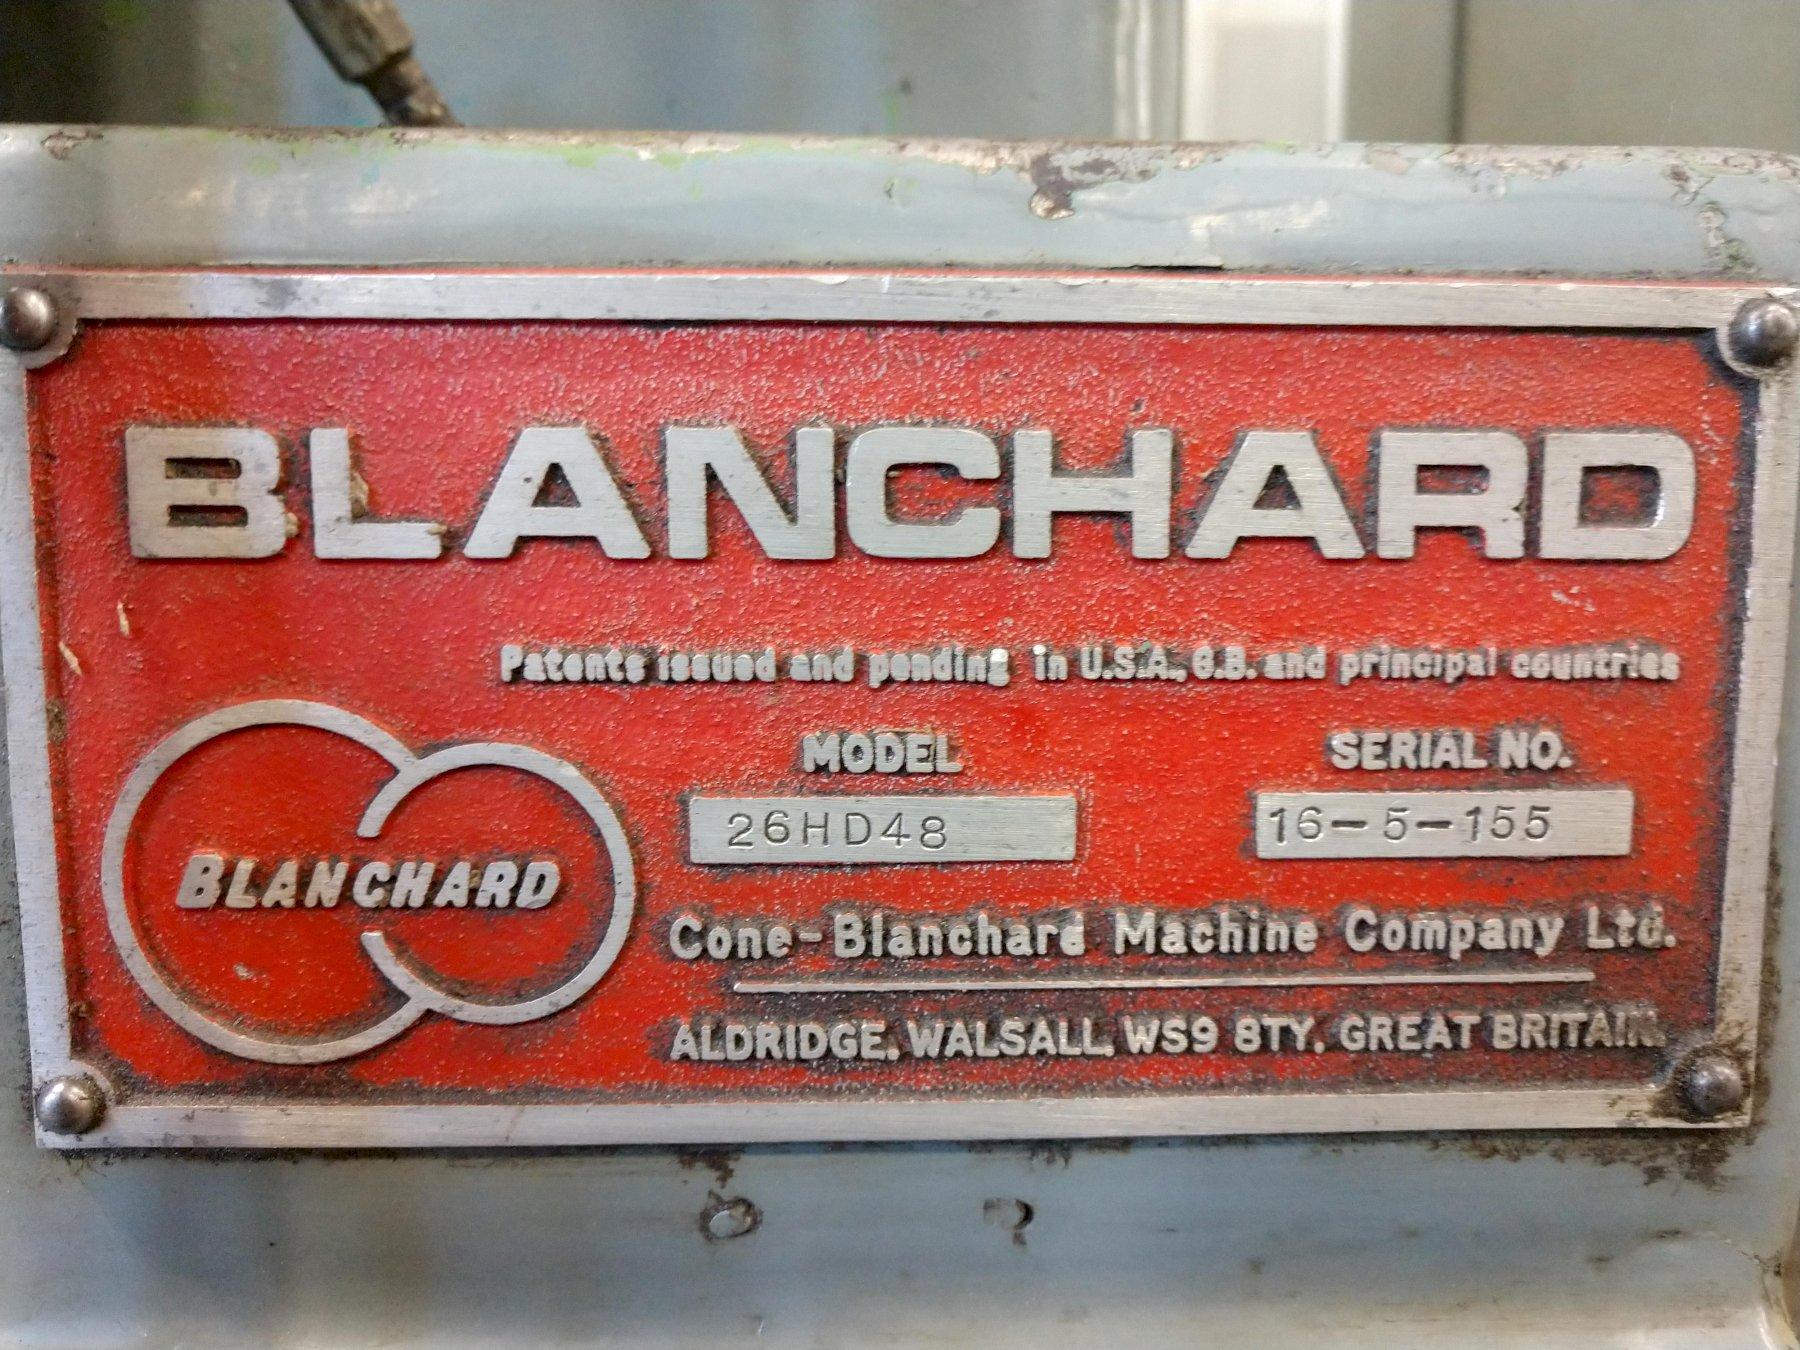 BLANCHARD
Patents issued and pending in U.S.A., G.B. and principal countries
MODEL
SERIAL NO.
26HD48
16-5-155
BLANCHARD
Cone-Blanchard Machine Company Ltd.
ALDRIDGE, WALSALL, WS9 8TY, GREAT BRITAIN.